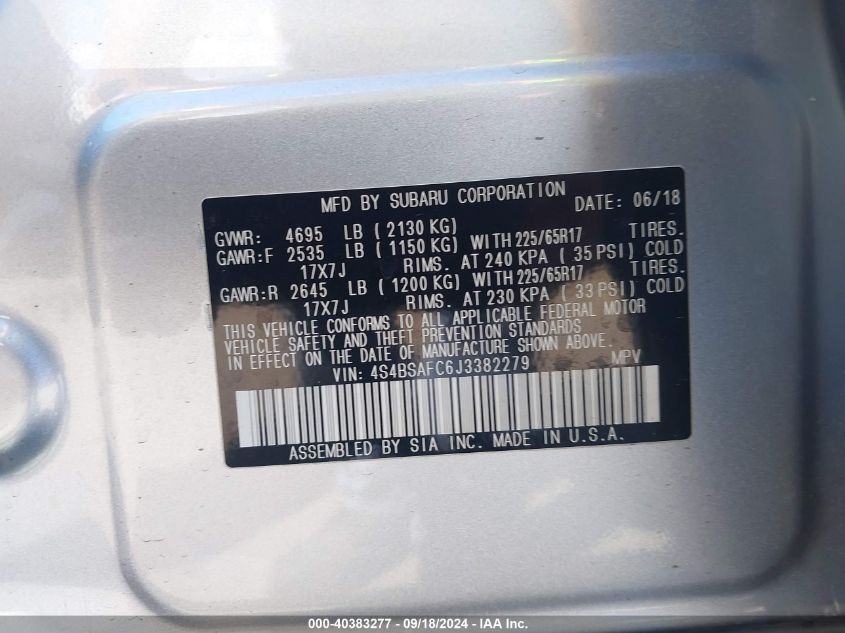 MFD BY SUBARU CORPORATION DATE: 06/18
GVWR: 4695 LB ( 2130 KG)
GAWR:F 2535 LB ( 1150 KG) WITH 225/65R17 TIRES.
17X7J RIMS. AT 240 KPA ( 35 PSI) COLD
GAWR:R 2645 LB ( 1200 KG) WITH 225/65R17 TIRES.
17X7J RIMS. AT 230 KPA ( 33 PSI) COLD
THIS VEHICLE CONFORMS TO ALL APPLICABLE FEDERAL MOTOR
VEHICLE SAFETY AND THEFT PREVENTION STANDARDS
IN EFFECT ON THE DATE OF MANUFACTURE SHOWN ABOVE.
VIN: 4S4BSAFC6J3382279 MPV
ASSEMBLED BY SIA INC. MADE IN U.S.A.
000-40383277 - 09/18/2024 - IMPACT AUTO AUCTIONS INC.